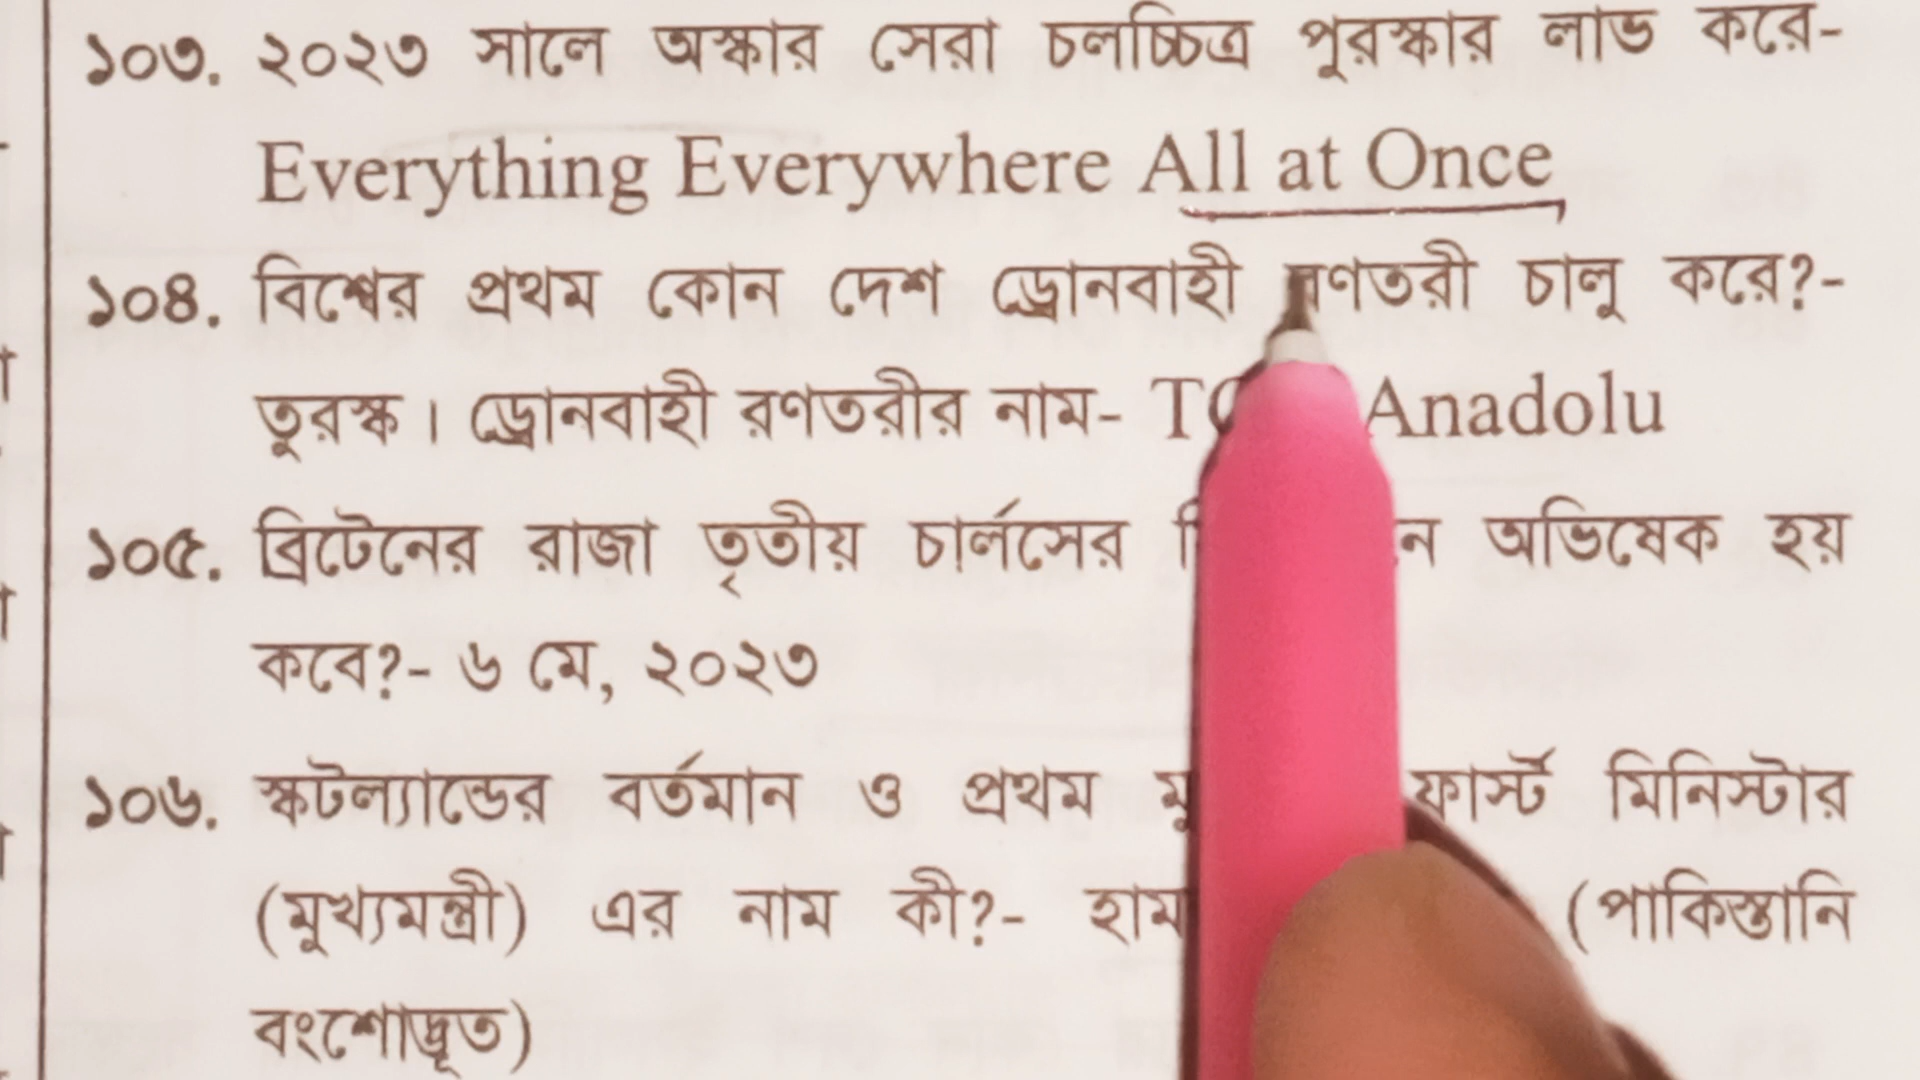 ১০৩. ২০২৩ সালে অস্কার সেরা চলচ্চিত্র পুরস্কার লাভ করে-
Everything Everywhere All at Once
১০৪. বিশ্বের প্রথম কোন দেশ ড্রোনবাহী রণতরী চালু করে?-
তুরস্ক। ড্রোনবাহী রণতরীর নাম- Anadolu
১০৫. ব্রিটেনের রাজা তৃতীয় চার্লসের অভিষেক হয়
কবে?- ৬ মে, ২০২৩
১০৬. স্কটল্যান্ডের বর্তমান ও প্রথম ফার্স্ট মিনিস্টার
(মুখ্যমন্ত্রী) এর নাম কী?- (পাকিস্তানি
বংশোদ্ভূত)